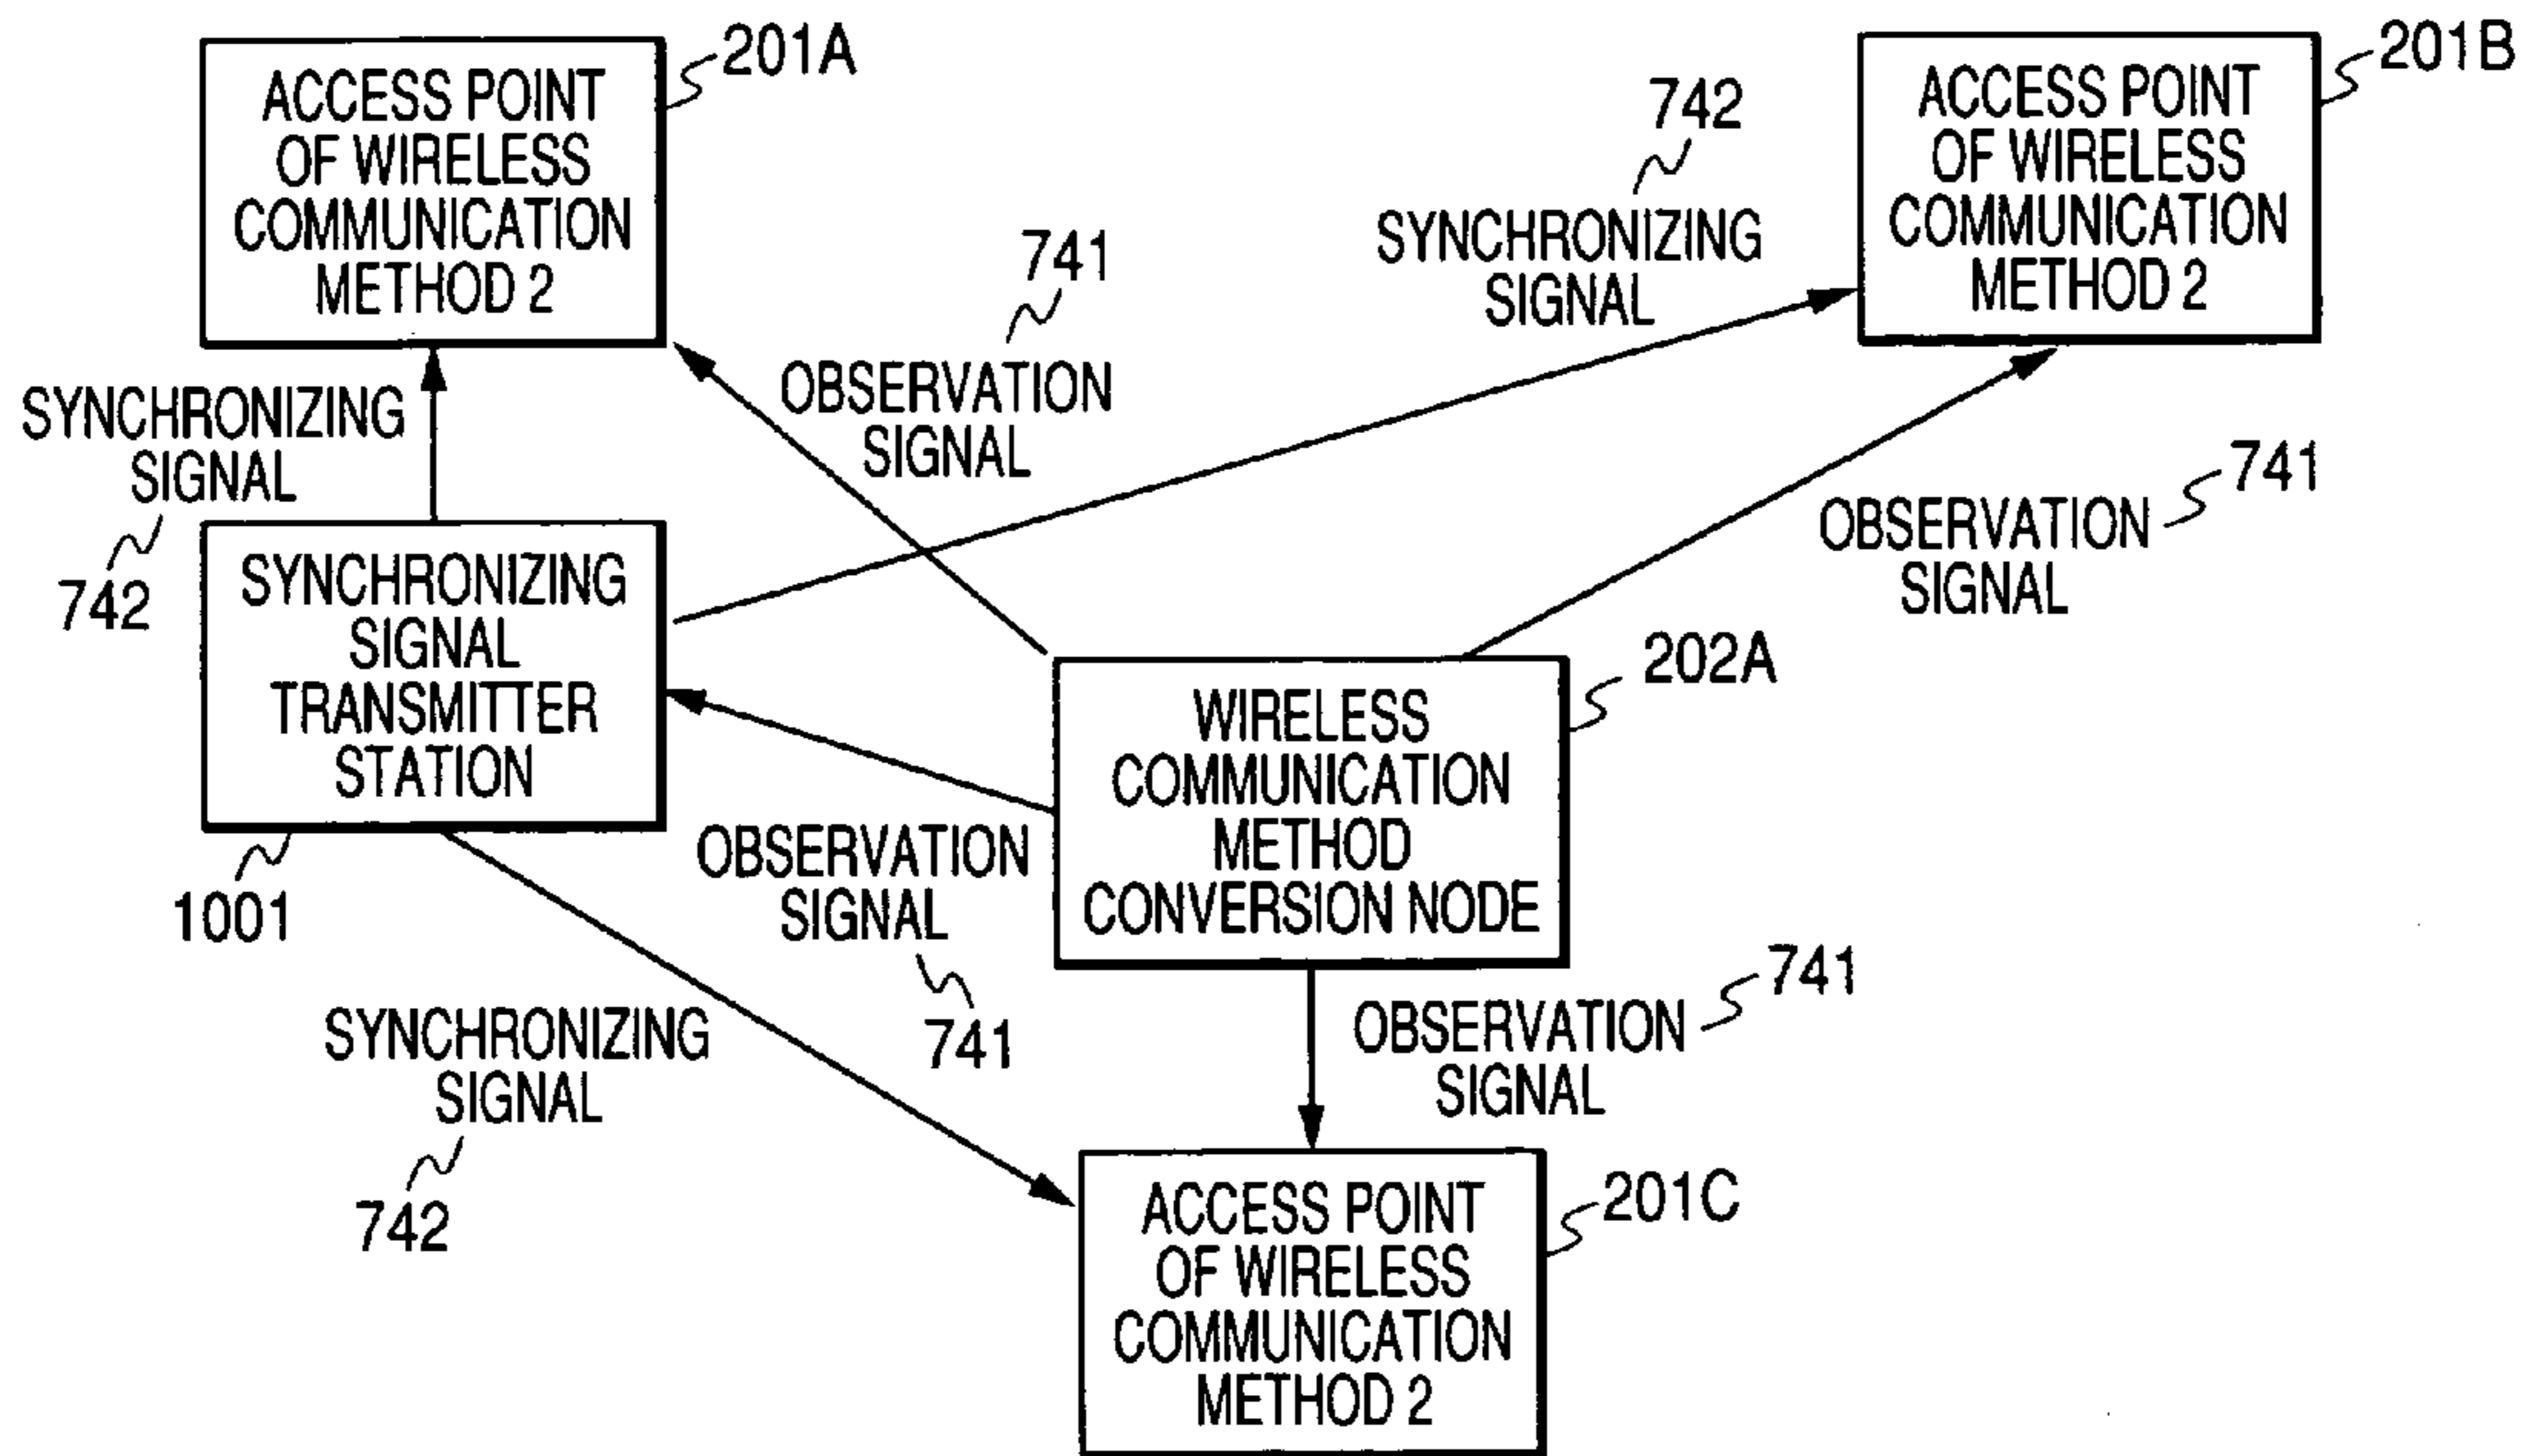 201A
ACCESS POINT
OF WIRELESS
COMMUNICATION
METHOD 2
201B
ACCESS POINT
OF WIRELESS
COMMUNICATION
METHOD 2
742
SYNCHRONIZING
SIGNAL
741
OBSERVATION
SIGNAL
SYNCHRONIZING
SIGNAL
742
741
OBSERVATION
SIGNAL
SYNCHRONIZING
SIGNAL
TRANSMITTER
STATION
1001
202A
WIRELESS
COMMUNICATION
METHOD
CONVERSION NODE
OBSERVATION
SIGNAL
741
741
OBSERVATION
SIGNAL
SYNCHRONIZING
SIGNAL
742
201C
ACCESS POINT
OF WIRELESS
COMMUNICATION
METHOD 2